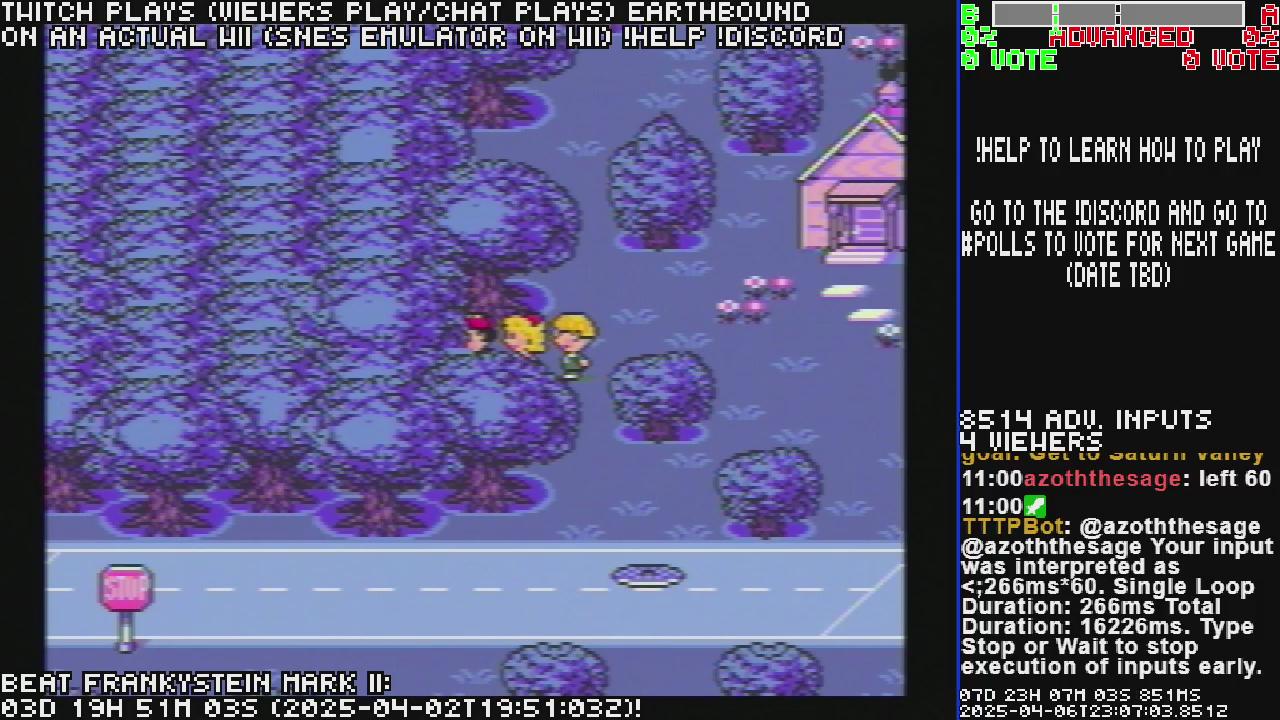 TWITCH PLAYS (VIEWERS PLAY/CHAT PLAYS) EARTHBOUND
ON AN ACTUAL WII (SNES EMULATOR ON WII) !HELP !DISCORD
B: A
0% ADVANCED 0%
0 VOTE 0 VOTE
!HELP TO LEARN HOW TO PLAY
GO TO THE !DISCORD AND GO TO
#POLLS TO VOTE FOR NEXT GAME
(DATE TBD)
8514 ADV. INPUTS
4 VIEWERS
goal: Get to Saturn Valley
11:00azoththesage: left 60
11:00
TTTPBot: @azoththesage
@azoththesage Your input
was interpreted as
<;266ms*60. Single Loop
Duration: 266ms Total
Duration: 16226ms. Type
Stop or Wait to stop
execution of inputs early.
STOP
BEAT FRANKYSTEIN MARK II:
03D 19H 51M 03S (2025-04-02T19:51:03Z)!
07D 23H 07M 03S 851MS
2025-04-06T23:07:03.851Z